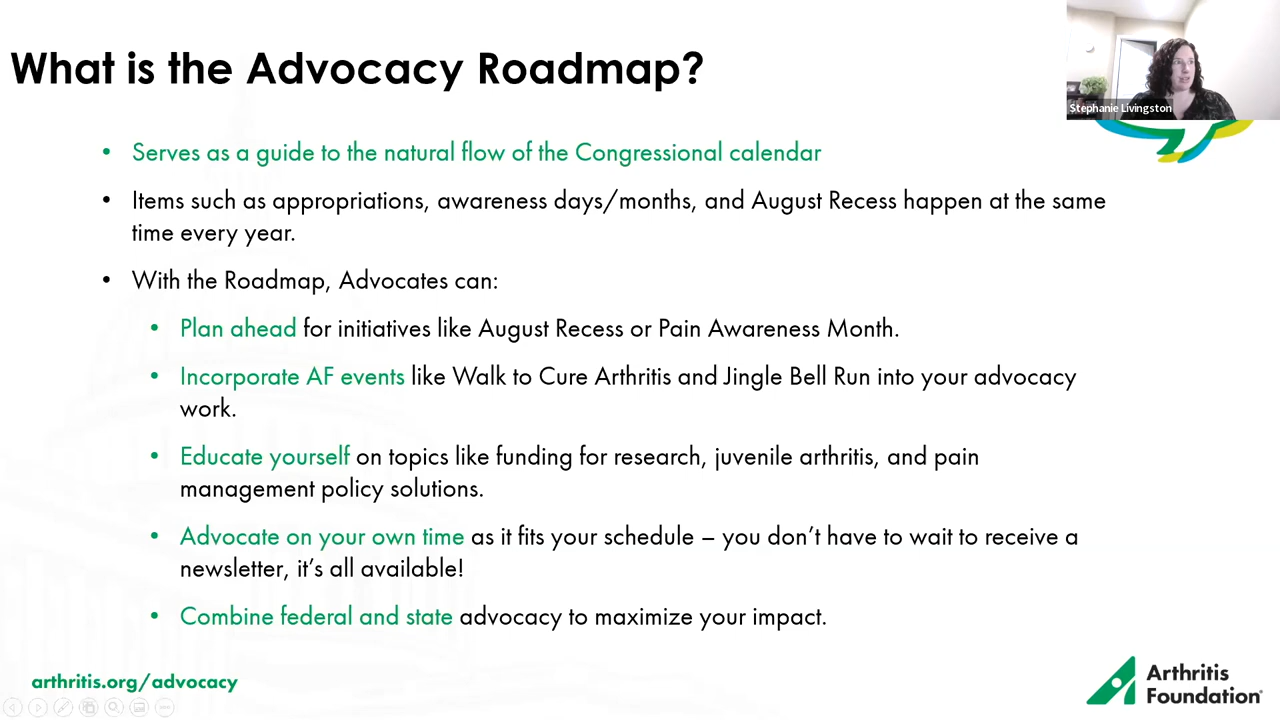 What is the Advocacy Roadmap?
Stephanie Livingston
• Serves as a guide to the natural flow of the Congressional calendar
• Items such as appropriations, awareness days/months, and August Recess happen at the same
time every year.
• With the Roadmap, Advocates can:
• Plan ahead for initiatives like August Recess or Pain Awareness Month.
• Incorporate AF events like Walk to Cure Arthritis and Jingle Bell Run into your advocacy
work.
• Educate yourself on topics like funding for research, juvenile arthritis, and pain
management policy solutions.
• Advocate on your own time as it fits your schedule – you don’t have to wait to receive a
newsletter, it’s all available!
• Combine federal and state advocacy to maximize your impact.
arthritis.org/advocacy
Arthritis
Foundation®